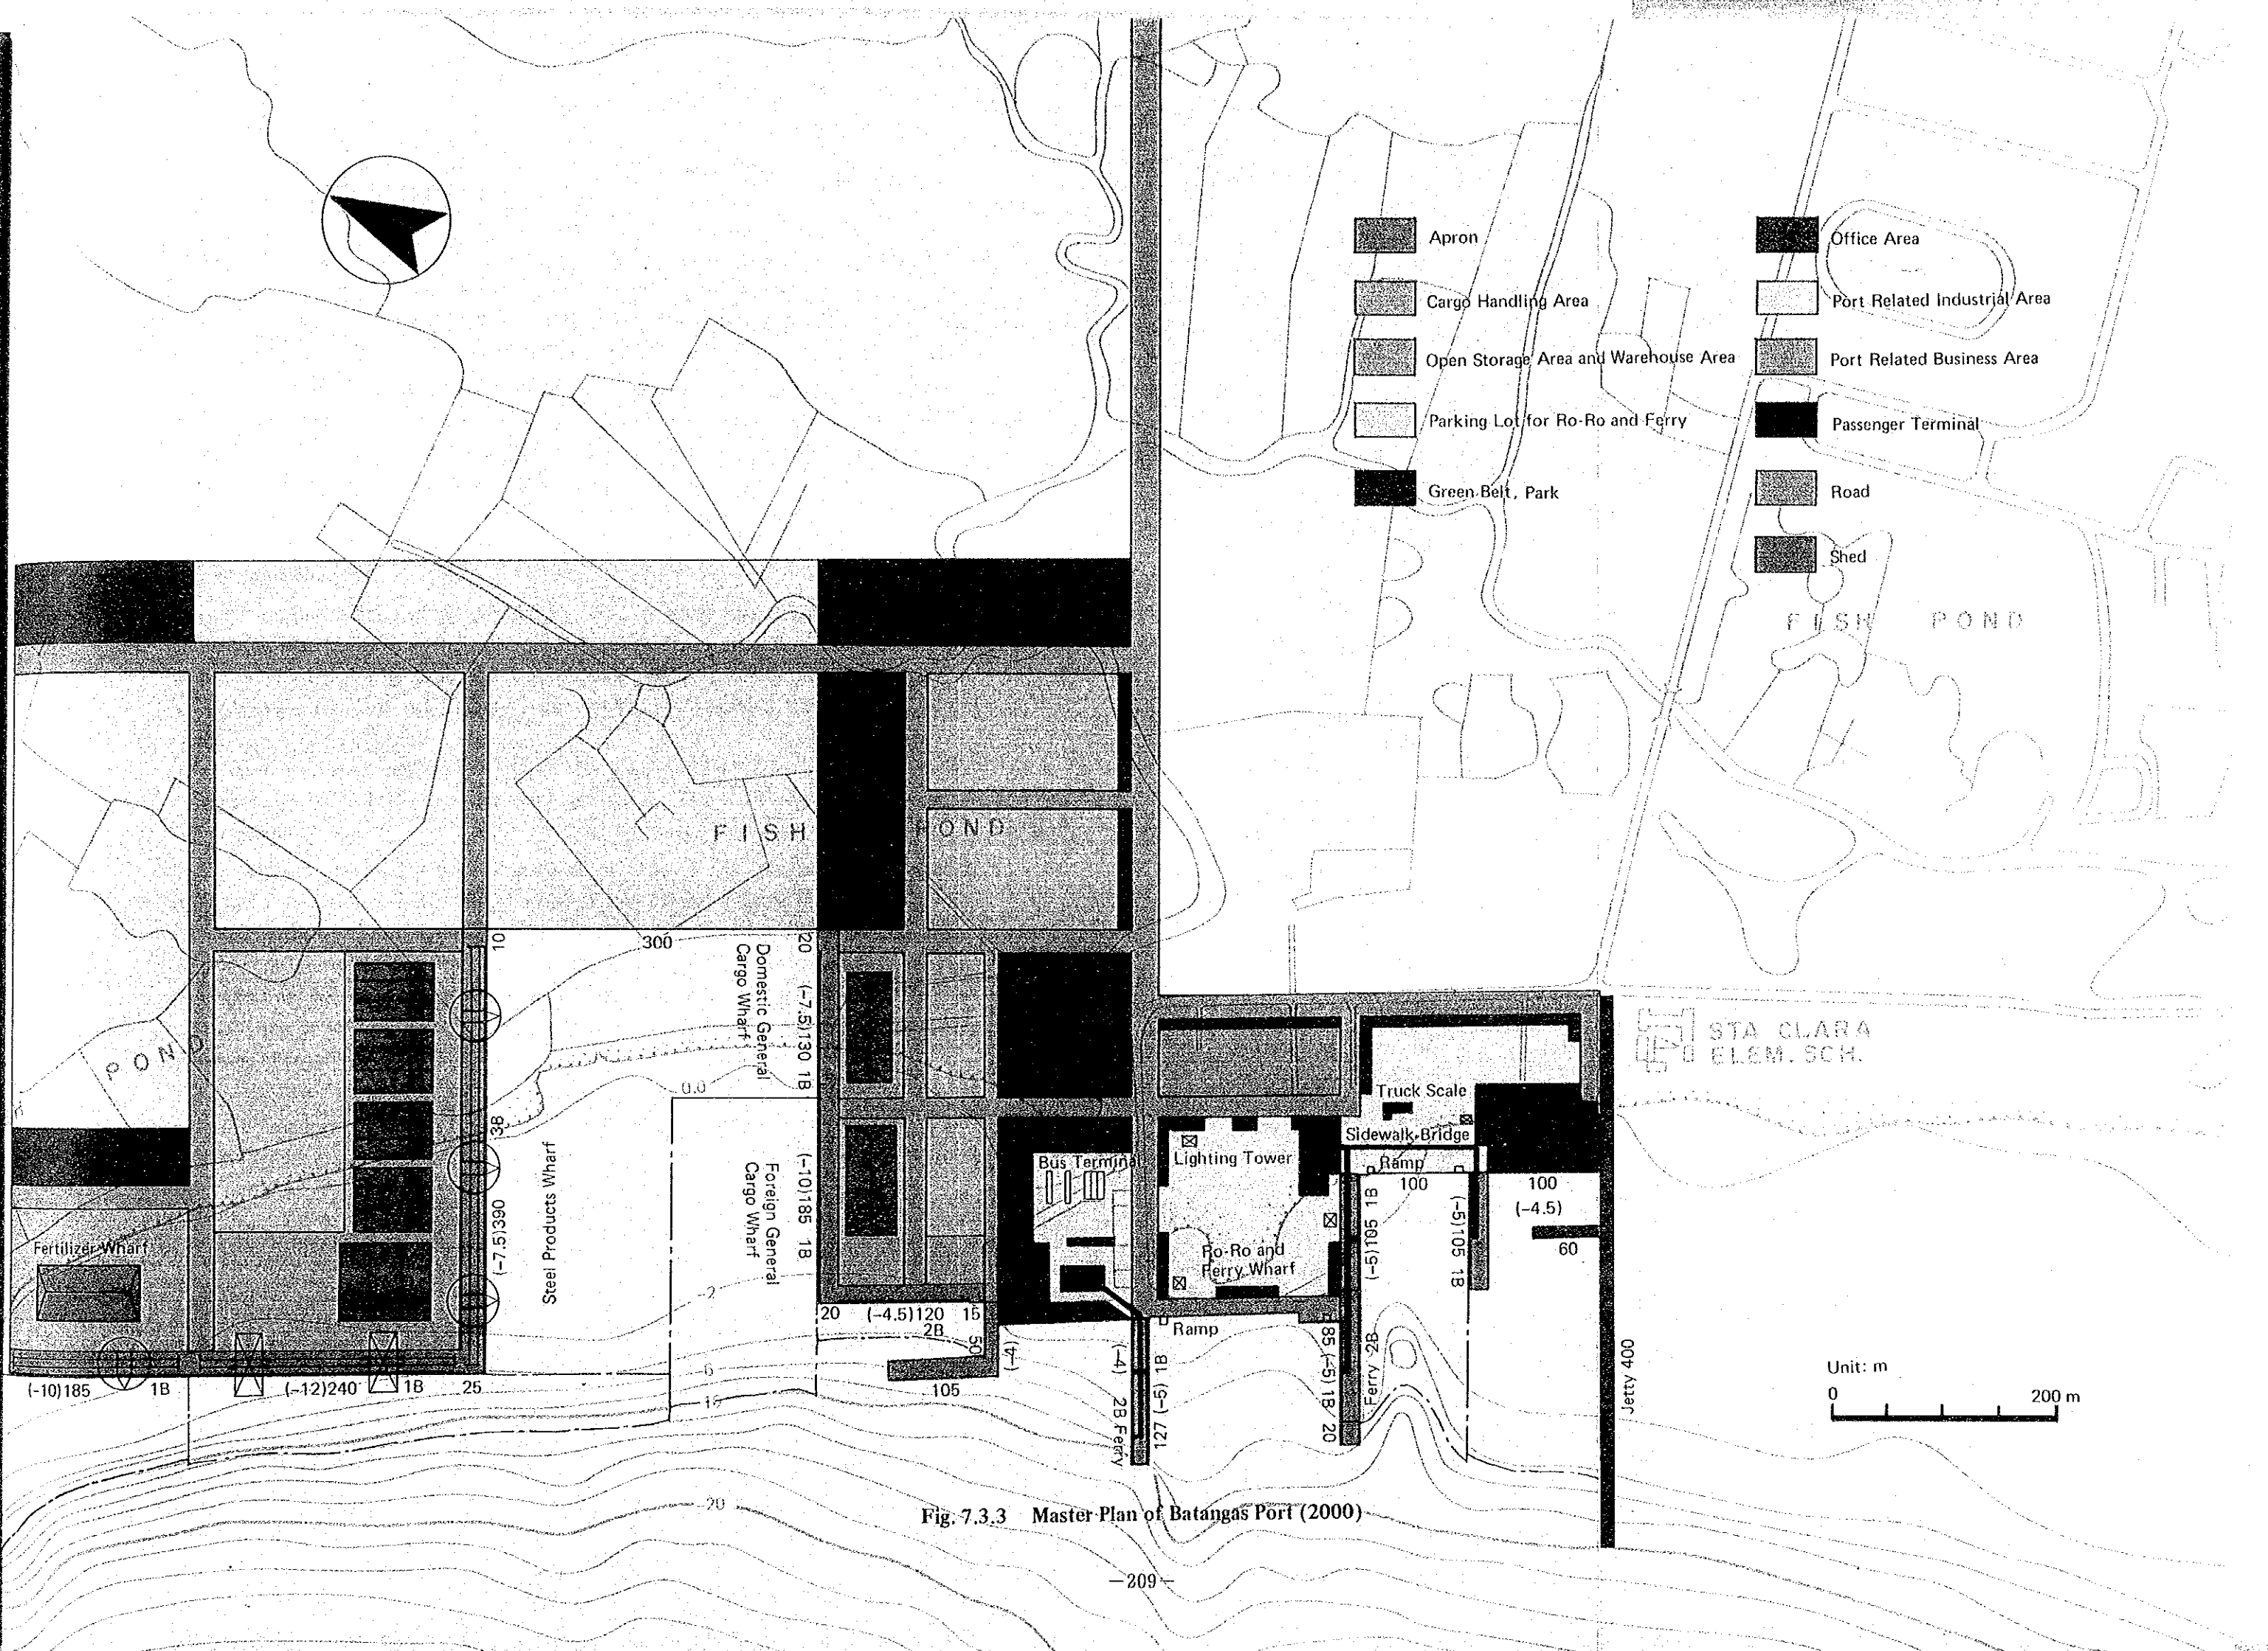 Apron
Cargo Handling Area
Open Storage Area and Warehouse Area
Parking Lot for Ro-Ro and Ferry
Green Belt, Park
Office Area
Port Related Industrial Area
Port Related Business Area
Passenger Terminal
Road
Shed
FISH POND
FISH POND
POND
STA CLARA
ELEM. SCH.
10
300
20
Domestic General
Cargo Wharf
(-7.5)130 1B
0.0
38
Steel Products Wharf
(-7.5)390
Foreign General
Cargo Wharf
(-10)185 1B
-2
-6
Fertilizer Wharf
(-10)185
1B
(-12)240
1B
25
20
(-4.5)120
2B
15
50
(-4)
105
Bus Terminal
Lighting Tower
Ro-Ro and
Ferry Wharf
Ramp
(-4) 2B Ferry
127 (-5) 1B
85 (-5) 1B 20
Ferry 2B
(-5)105 1B
Truck Scale
Sidewalk Bridge
Ramp
100
(-5)105 1B
100
(-4.5)
60
Jetty 400
Unit: m
0 200 m
-20
Fig. 7.3.3 Master Plan of Batangas Port (2000)
—209—